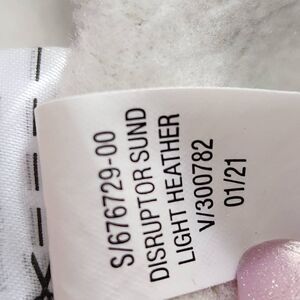 S/676729-00
DISRUPTOR SUND
LIGHT HEATHER
V/300782
01/21